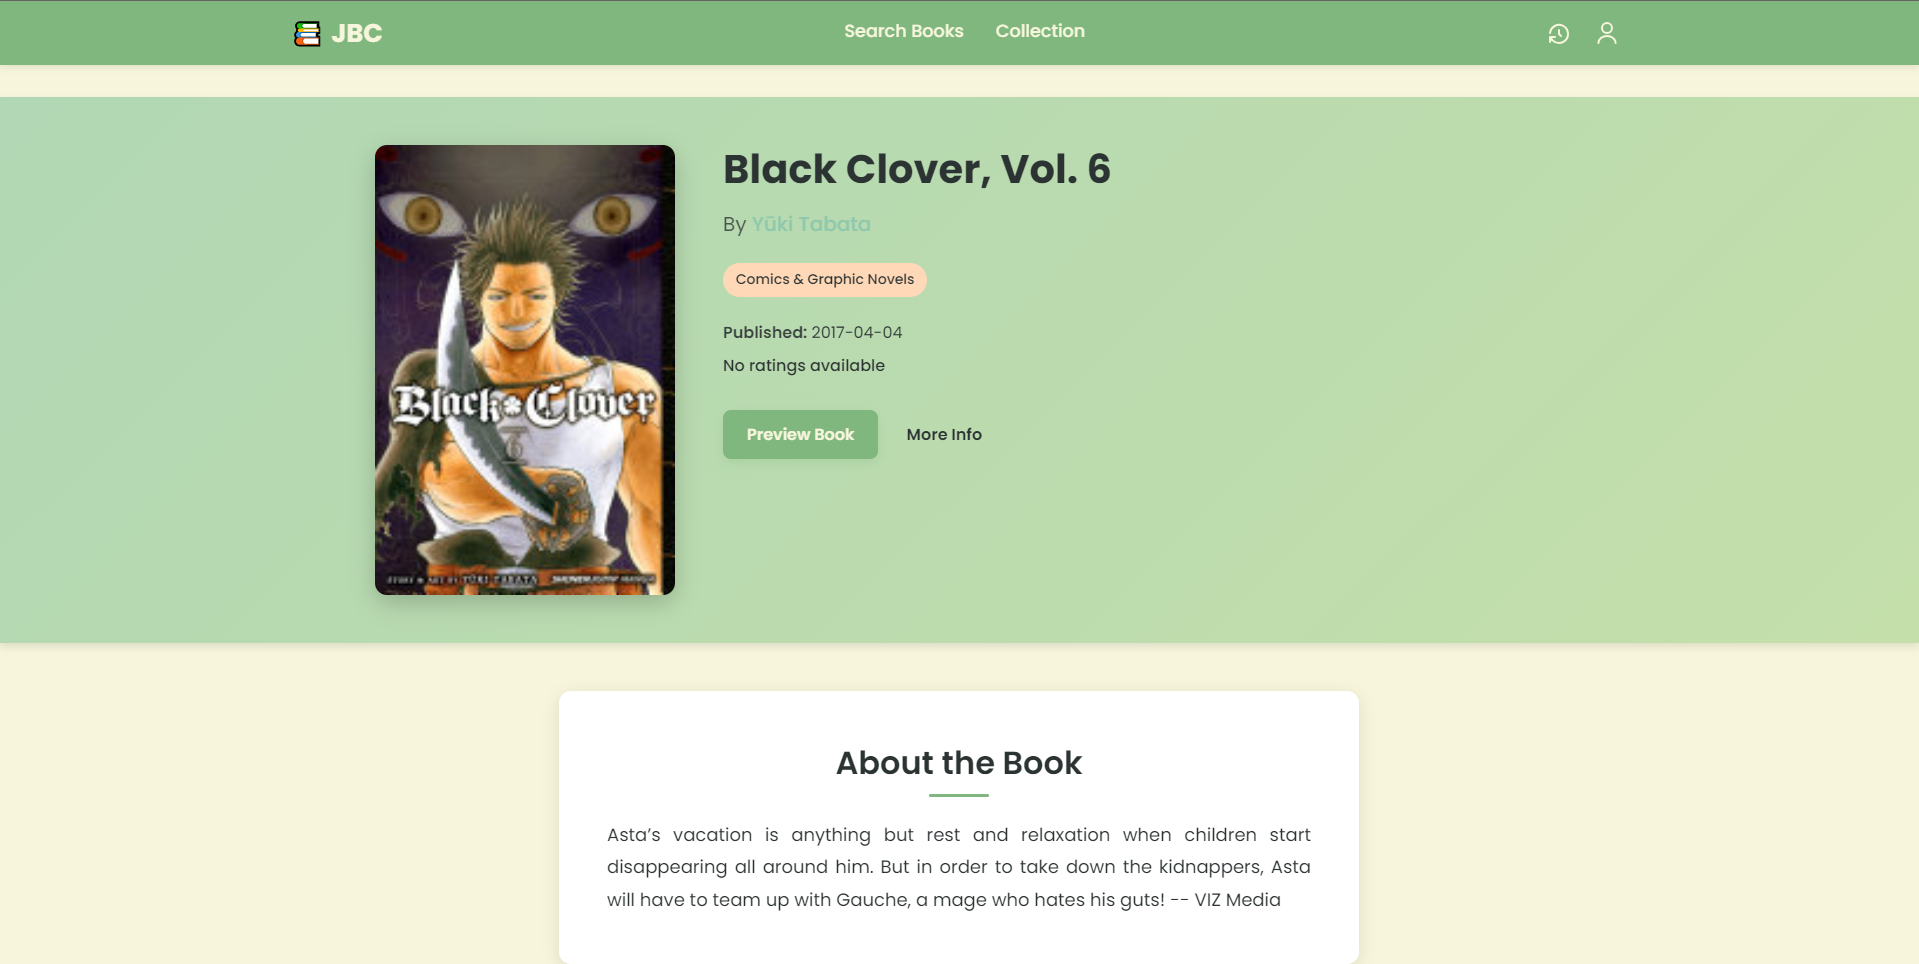 JBC
Search Books
Collection
Black Clover, Vol. 6
By Yūki Tabata
Comics & Graphic Novels
Published: 2017-04-04
No ratings available
Preview Book
More Info
Black Clover
6
STORY & ART BY YŪKI TABATA
About the Book
Asta’s vacation is anything but rest and relaxation when children start
disappearing all around him. But in order to take down the kidnappers, Asta
will have to team up with Gauche, a mage who hates his guts! -- VIZ Media